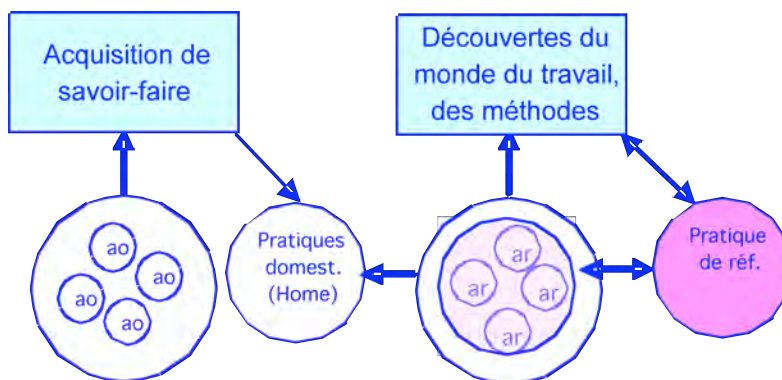 Acquisition de
savoir-faire
Découvertes du
monde du travail,
des méthodes
ao
ao
ao
ao
Pratiques
domest.
(Home)
ar
ar
ar
ar
Pratique
de réf.